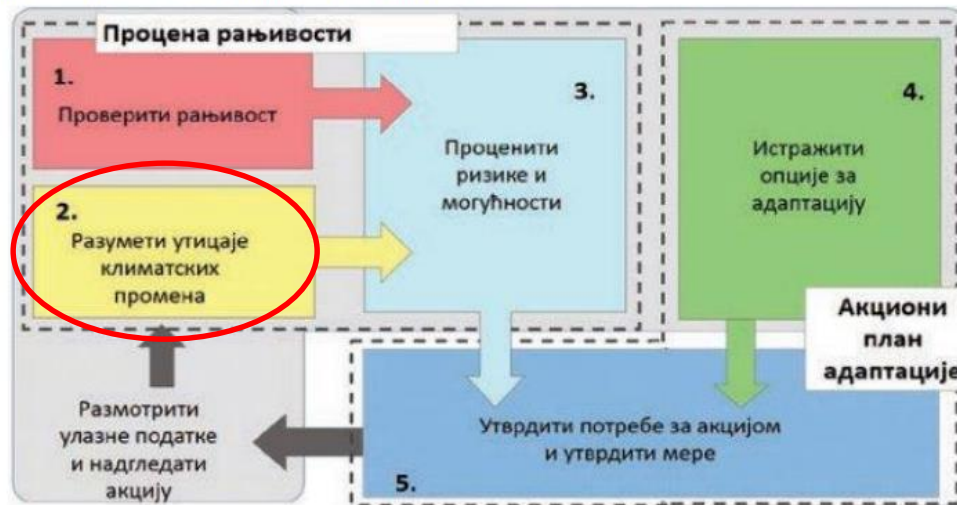 Процена рањивости
1.
Проверити рањивост
2.
Разумети утицаје
климатских
промена
3.
Проценити
ризике и
могућности
4.
Истражити
опције за
адаптацију
Акциони
план
адаптације
Размотрити
улазне податке
и надгледати
акцију
Утврдити потребе за акцијом
и утврдити мере
5.